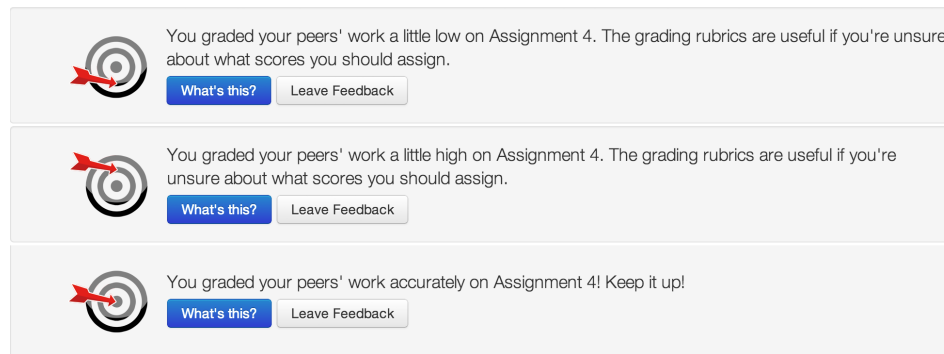 You graded your peers' work a little low on Assignment 4. The grading rubrics are useful if you're unsure
about what scores you should assign.
What's this? Leave Feedback
You graded your peers' work a little high on Assignment 4. The grading rubrics are useful if you're
unsure about what scores you should assign.
What's this? Leave Feedback
You graded your peers' work accurately on Assignment 4! Keep it up!
What's this? Leave Feedback